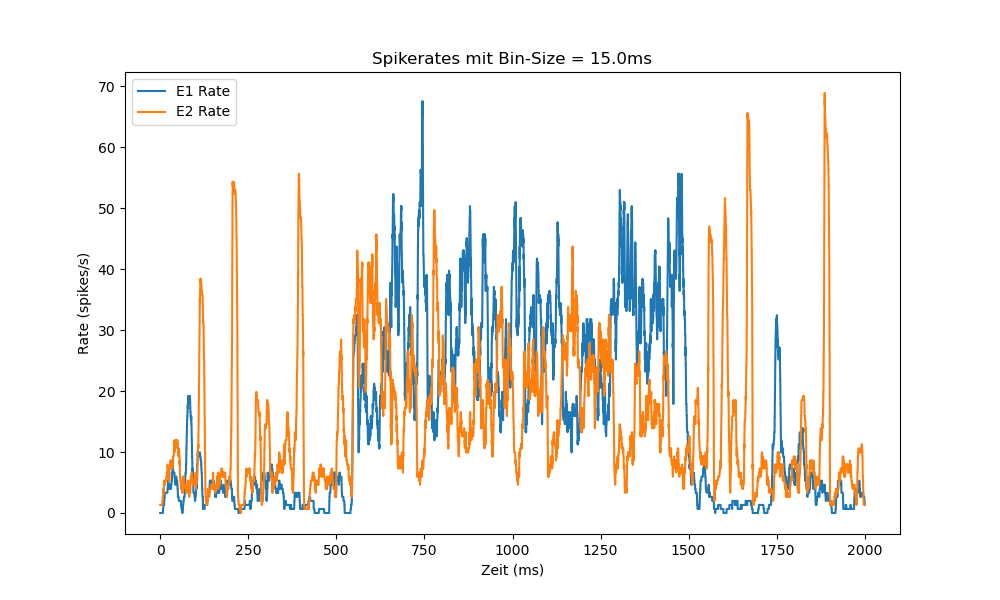 Spikerates mit Bin-Size = 15.0ms
E1 Rate
E2 Rate
70
60
50
40
30
20
10
0
Rate (spikes/s)
0 250 500 750 1000 1250 1500 1750 2000
Zeit (ms)